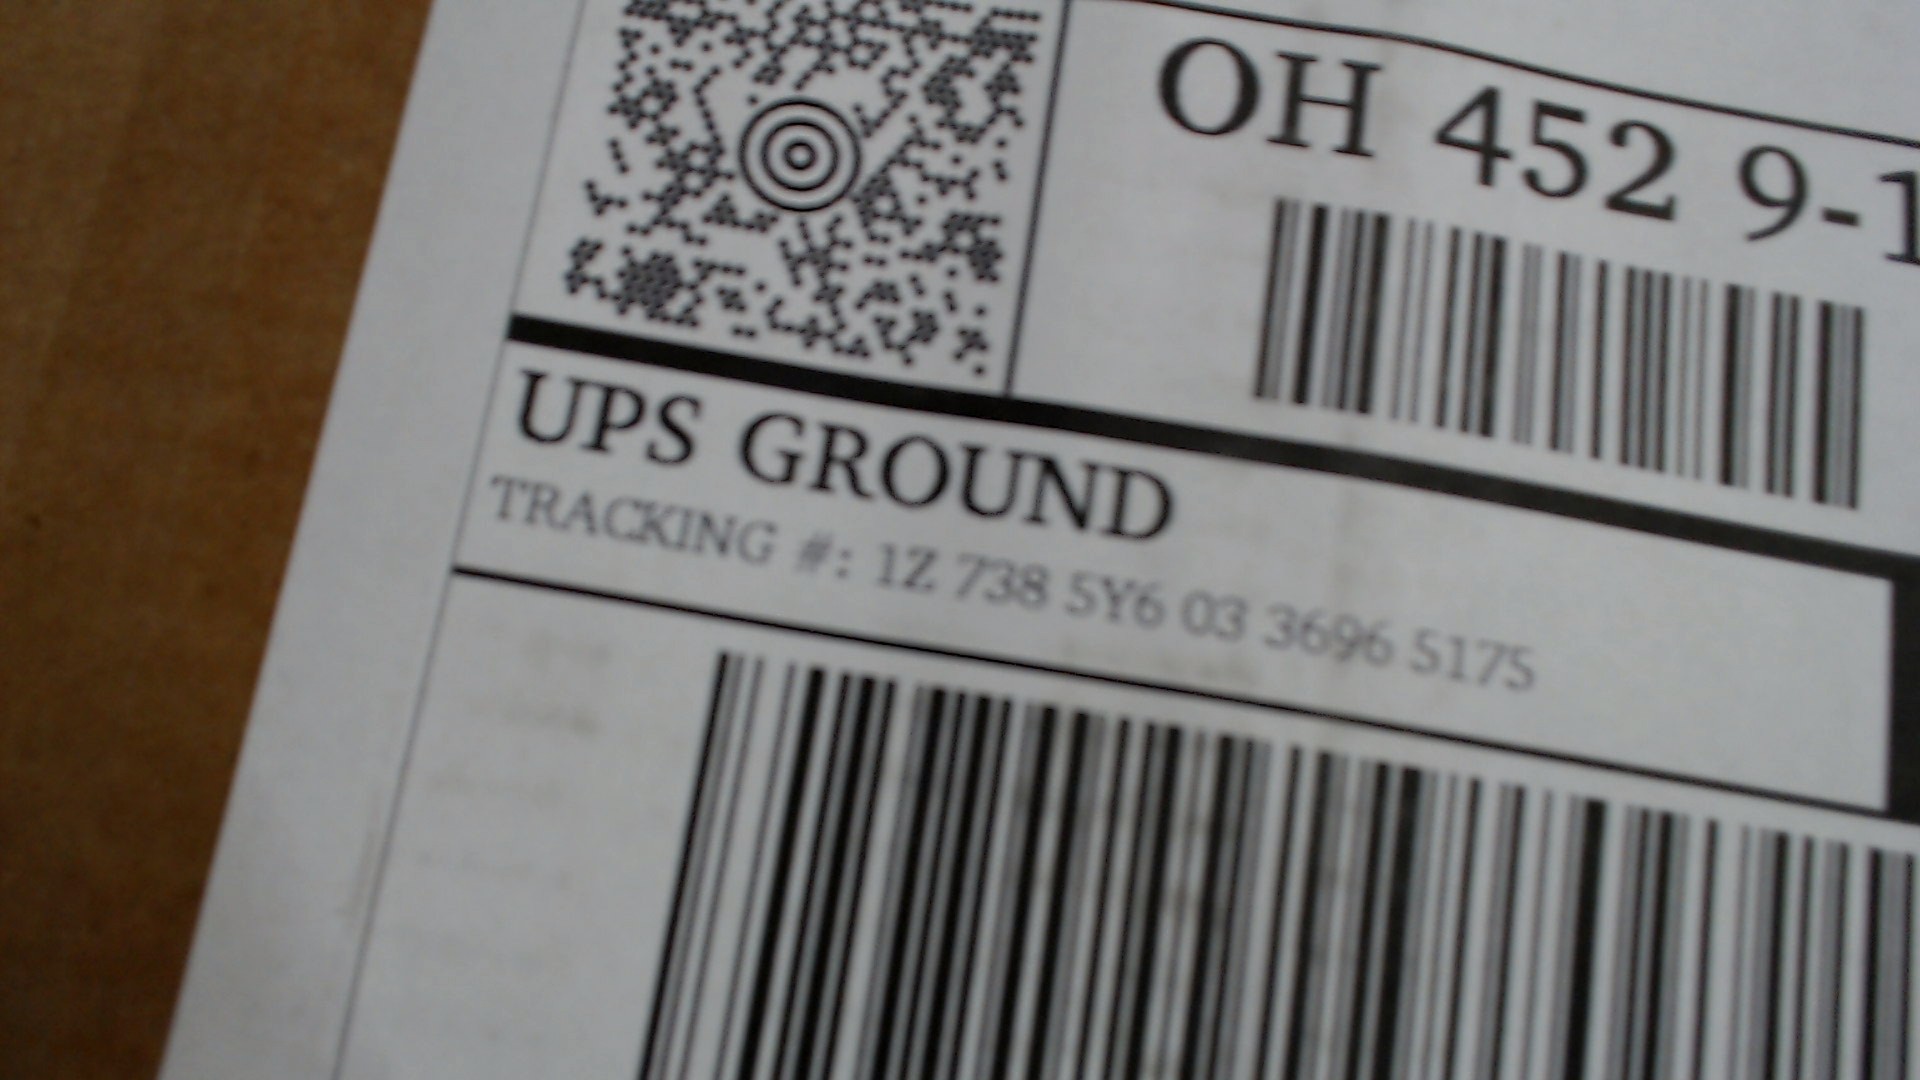 OH 452 9-1
UPS GROUND
TRACKING #: 1Z 738 5Y6 03 3696 5175